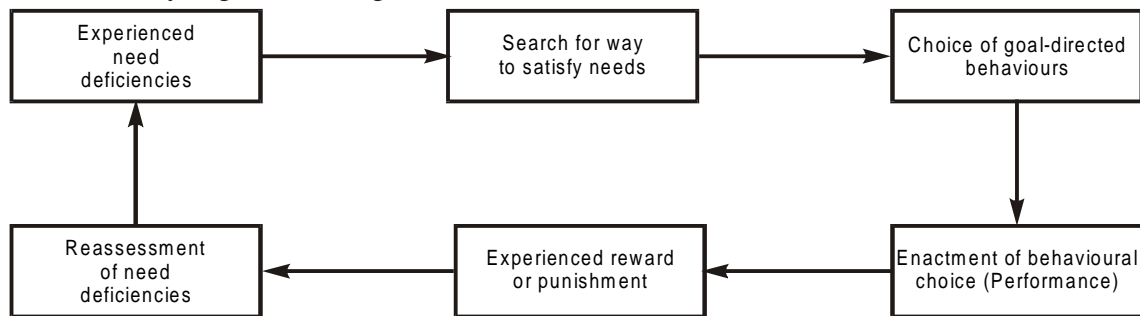 Experienced
need
deficiencies
Search for way
to satisfy needs
Choice of goal-directed
behaviours
Enactment of behavioural
choice (Performance)
Experienced reward
or punishment
Reassessment
of need
deficiencies